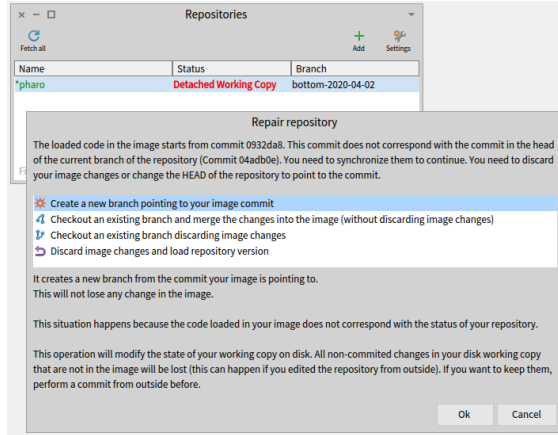 Repositories
Fetch all
Add
Settings
Name Status Branch
*pharo Detached Working Copy bottom-2020-04-02
Repair repository
The loaded code in the image starts from commit 0932da8. This commit does not correspond with the commit in the head
of the current branch of the repository (Commit 04adb0e). You need to synchronize them to continue. You need to discard
your image changes or change the HEAD of the repository to point to the commit.
Create a new branch pointing to your image commit
Checkout an existing branch and merge the changes into the image (without discarding image changes)
Checkout an existing branch discarding image changes
Discard image changes and load repository version
It creates a new branch from the commit your image is pointing to.
This will not lose any change in the image.
This situation happens because the code loaded in your image does not correspond with the status of your repository.
This operation will modify the state of your working copy on disk. All non-commited changes in your disk working copy
that are not in the image will be lost (this can happen if you edited the repository from outside). If you want to keep them,
perform a commit from outside before.
Ok Cancel